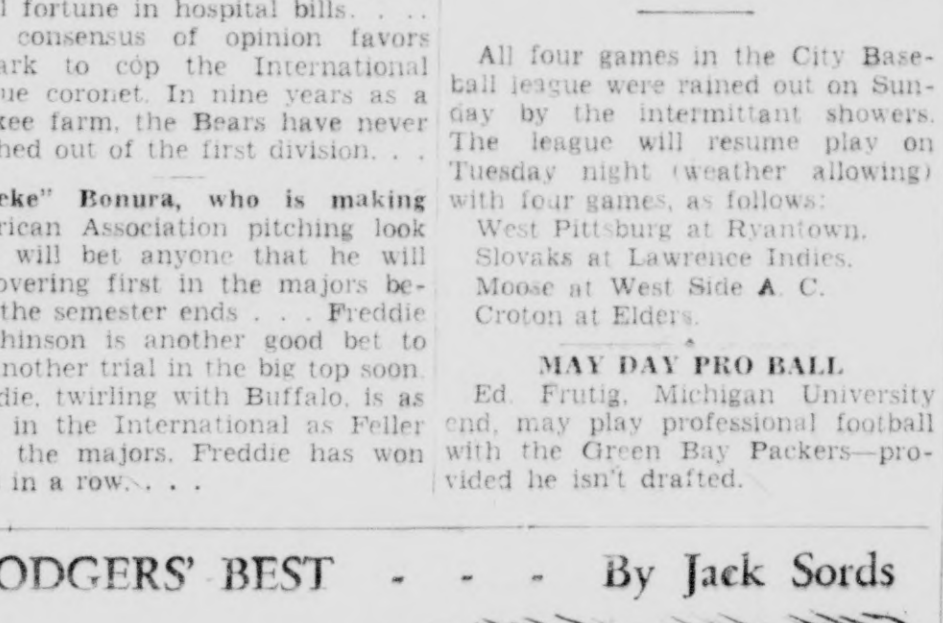 l fortune in hospital bills. . . .
consensus of opinion favors
ark to cop the International
ue coronet. In nine years as a
kee farm, the Bears have never
hed out of the first division. . .
eke" Bonura, who is making
rican Association pitching look
will bet anyone that he will
overing first in the majors be-
the semester ends . . . Freddie
hinson is another good bet to
nother trial in the big top soon.
die, twirling with Buffalo, is as
in the International as Feller
the majors. Freddie has won
in a row. . . .
All four games in the City Base-
ball league were rained out on Sun-
day by the intermittant showers.
The league will resume play on
Tuesday night (weather allowing)
with four games, as follows:
West Pittsburg at Ryantown.
Slovaks at Lawrence Indies.
Moose at West Side A. C.
Croton at Elders.
MAY DAY PRO BALL
Ed. Frutig, Michigan University
end, may play professional football
with the Green Bay Packers—pro-
vided he isn't drafted.
ODGERS' BEST - - - By Jack Sords